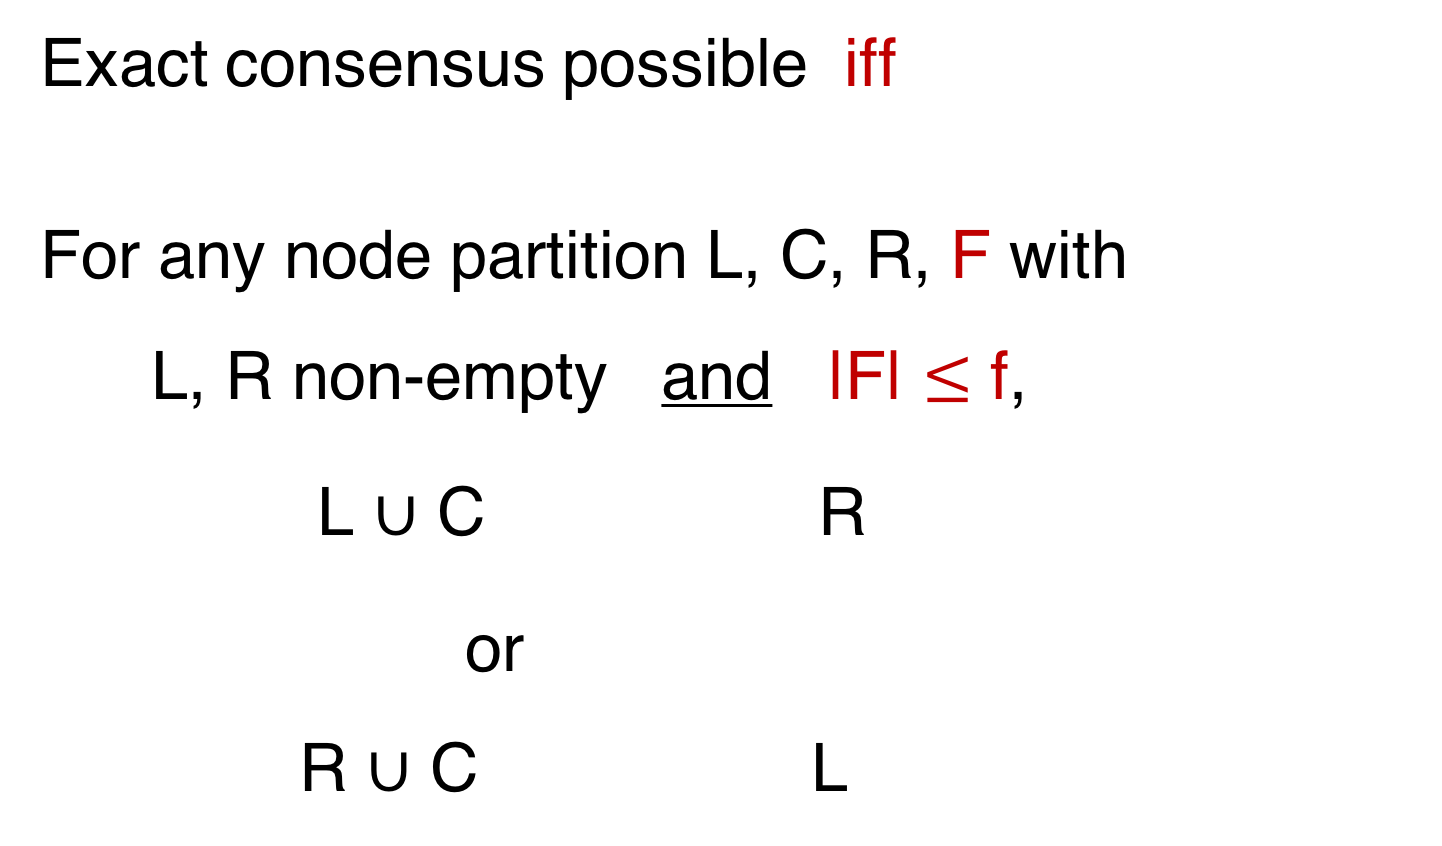 Exact consensus possible iff
For any node partition L, C, R, F with
L, R non-empty and |F| ≤ f,
L ∪ C R
or
R ∪ C L